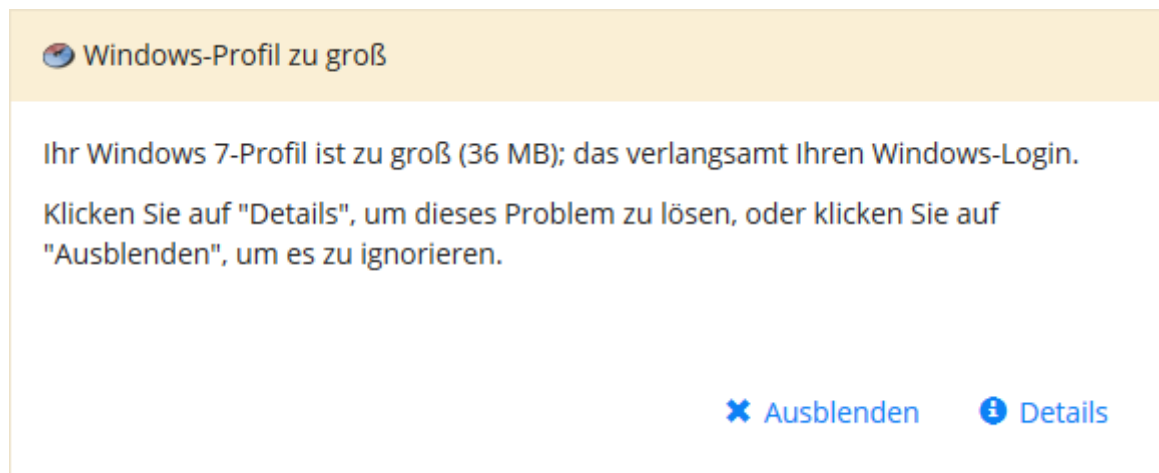 Windows-Profil zu groß
Ihr Windows 7-Profil ist zu groß (36 MB); das verlangsamt Ihren Windows-Login.
Klicken Sie auf "Details", um dieses Problem zu lösen, oder klicken Sie auf
"Ausblenden", um es zu ignorieren.
Ausblenden Details